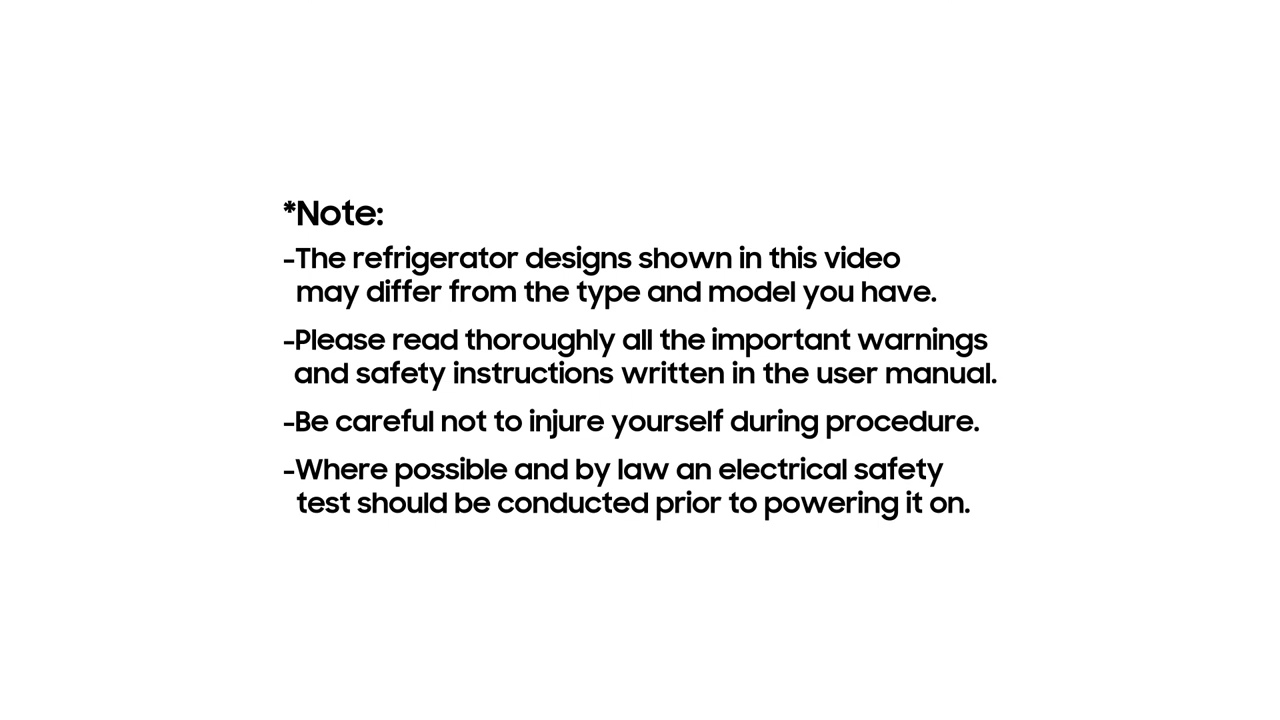 *Note:
-The refrigerator designs shown in this video
may differ from the type and model you have.
-Please read thoroughly all the important warnings
and safety instructions written in the user manual.
-Be careful not to injure yourself during procedure.
-Where possible and by law an electrical safety
test should be conducted prior to powering it on.